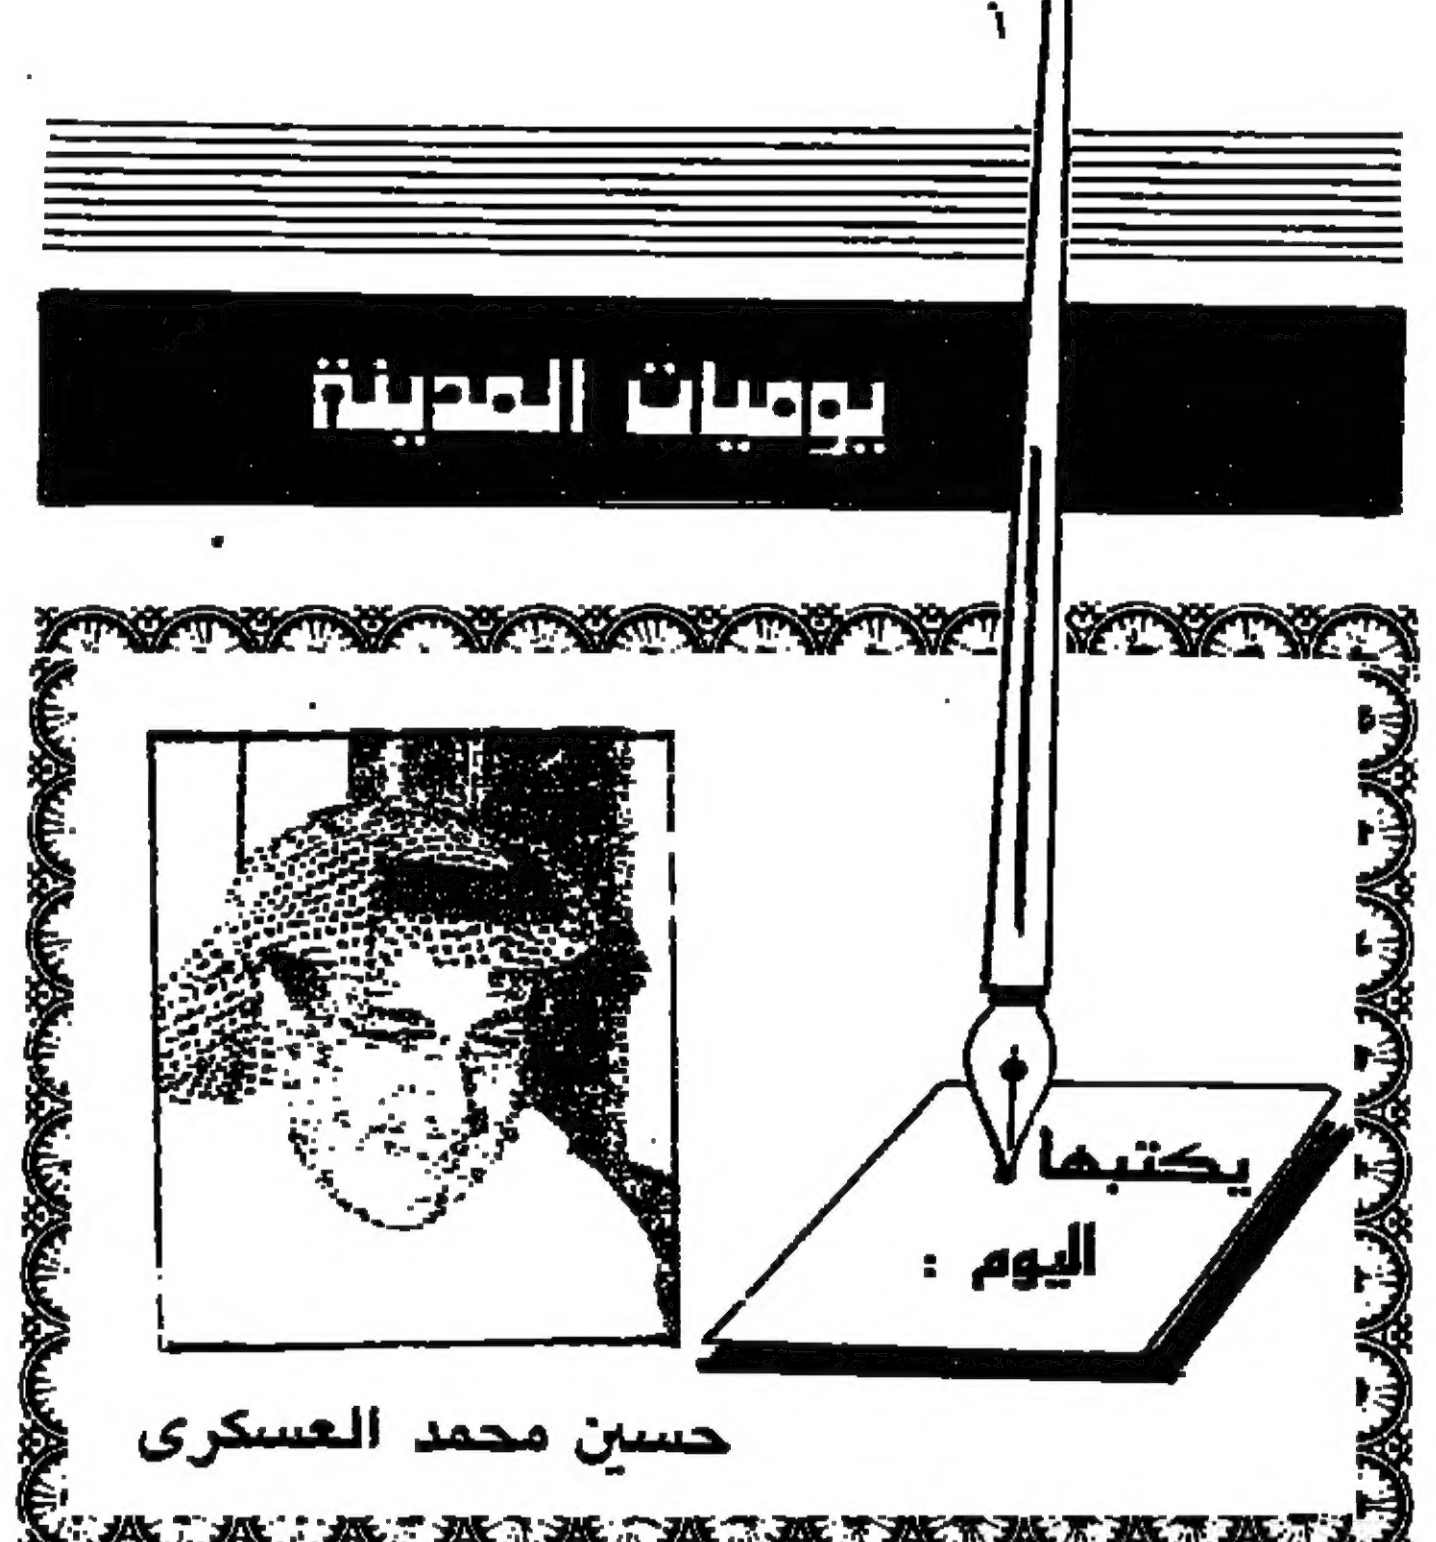 يوميات المدينة
يكتبها
اليوم :
حسين محمد العسكرى